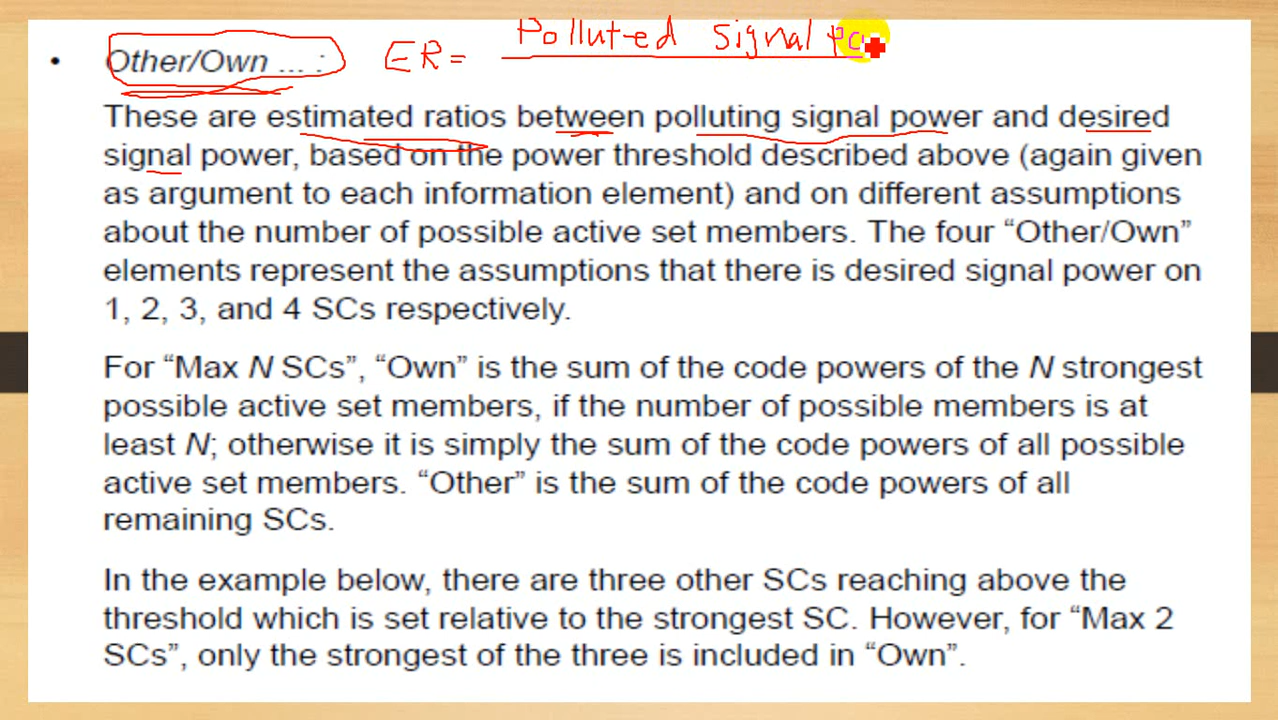 Polluted Signal
• Other/Own ... : ER =
These are estimated ratios between polluting signal power and desired
signal power, based on the power threshold described above (again given
as argument to each information element) and on different assumptions
about the number of possible active set members. The four “Other/Own”
elements represent the assumptions that there is desired signal power on
1, 2, 3, and 4 SCs respectively.
For “Max N SCs”, “Own” is the sum of the code powers of the N strongest
possible active set members, if the number of possible members is at
least N; otherwise it is simply the sum of the code powers of all possible
active set members. “Other” is the sum of the code powers of all
remaining SCs.
In the example below, there are three other SCs reaching above the
threshold which is set relative to the strongest SC. However, for “Max 2
SCs”, only the strongest of the three is included in “Own”.